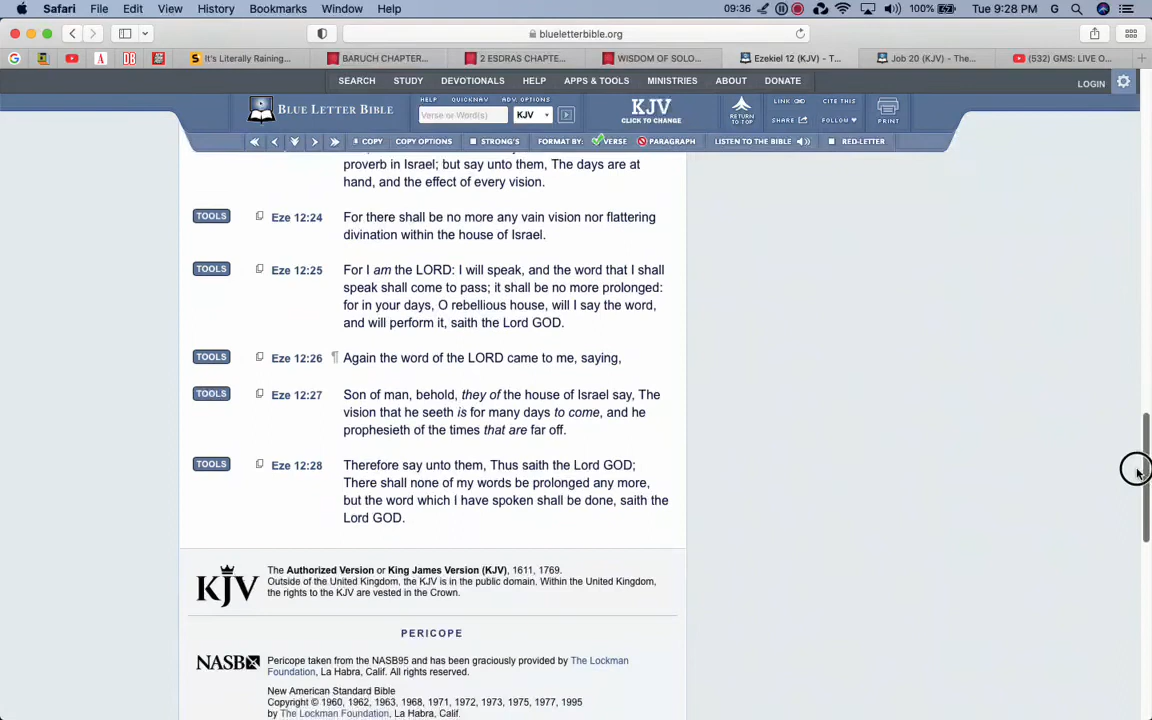 Safari File Edit View History Bookmarks Window Help 09:36 100% Tue 9:28 PM G
blueletterbible.org
It's Literally Raining... BARUCH CHAPTER... 2 ESDRAS CHAPTE... WISDOM OF SOLO... Ezekiel 12 (KJV) - T... Job 20 (KJV) - The... (532) GMS: LIVE O...
SEARCH STUDY DEVOTIONALS HELP APPS & TOOLS MINISTRIES ABOUT DONATE LOGIN
BLUE LETTER BIBLE
HELP QUICKNAV ADV. OPTIONS
Verse or Word(s) KJV
KJV
CLICK TO CHANGE
RETURN
TO TOP
LINK CITE THIS
SHARE FOLLOW
PRINT
COPY COPY OPTIONS STRONG'S FORMAT BY: VERSE PARAGRAPH LISTEN TO THE BIBLE RED-LETTER
proverb in Israel; but say unto them, The days are at
hand, and the effect of every vision.
TOOLS Eze 12:24 For there shall be no more any vain vision nor flattering
divination within the house of Israel.
TOOLS Eze 12:25 For I am the LORD: I will speak, and the word that I shall
speak shall come to pass; it shall be no more prolonged:
for in your days, O rebellious house, will I say the word,
and will perform it, saith the Lord GOD.
TOOLS Eze 12:26 ¶ Again the word of the LORD came to me, saying,
TOOLS Eze 12:27 Son of man, behold, they of the house of Israel say, The
vision that he seeth is for many days to come, and he
prophesieth of the times that are far off.
TOOLS Eze 12:28 Therefore say unto them, Thus saith the Lord GOD;
There shall none of my words be prolonged any more,
but the word which I have spoken shall be done, saith the
Lord GOD.
KJV
The Authorized Version or King James Version (KJV), 1611, 1769.
Outside of the United Kingdom, the KJV is in the public domain. Within the United Kingdom,
the rights to the KJV are vested in the Crown.
PERICOPE
NASB
Pericope taken from the NASB95 and has been graciously provided by The Lockman
Foundation, La Habra, Calif. All rights reserved.
New American Standard Bible
Copyright © 1960, 1962, 1963, 1968, 1971, 1972, 1973, 1975, 1977, 1995
by The Lockman Foundation, La Habra, Calif.